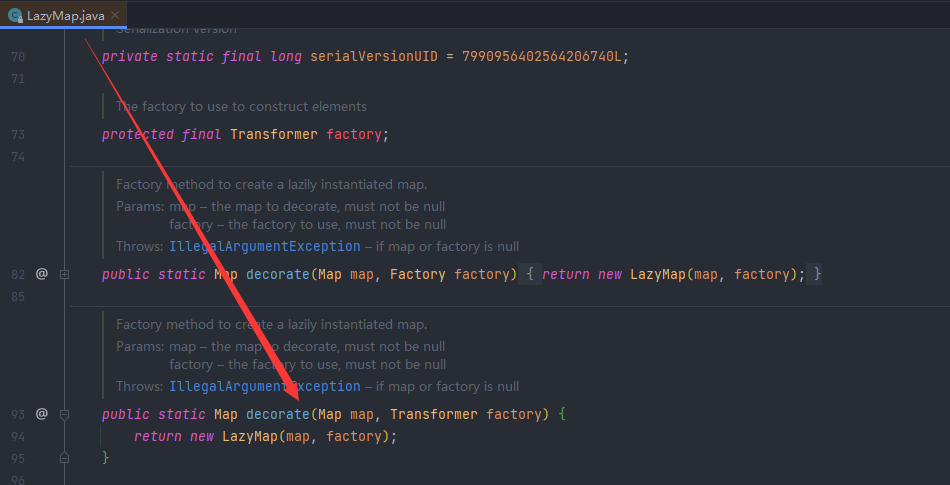 LazyMap.java
Serialization version
70 private static final long serialVersionUID = 7990956402564206740L;
71
The factory to use to construct elements
73 protected final Transformer factory;
74
Factory method to create a lazily instantiated map.
Params: map – the map to decorate, must not be null
factory – the factory to use, must not be null
Throws: IllegalArgumentException – if map or factory is null
82 @ public static Map decorate(Map map, Factory factory) { return new LazyMap(map, factory); }
85
Factory method to create a lazily instantiated map.
Params: map – the map to decorate, must not be null
factory – the factory to use, must not be null
Throws: IllegalArgumentException – if map or factory is null
93 @ public static Map decorate(Map map, Transformer factory) {
94 return new LazyMap(map, factory);
95 }
96